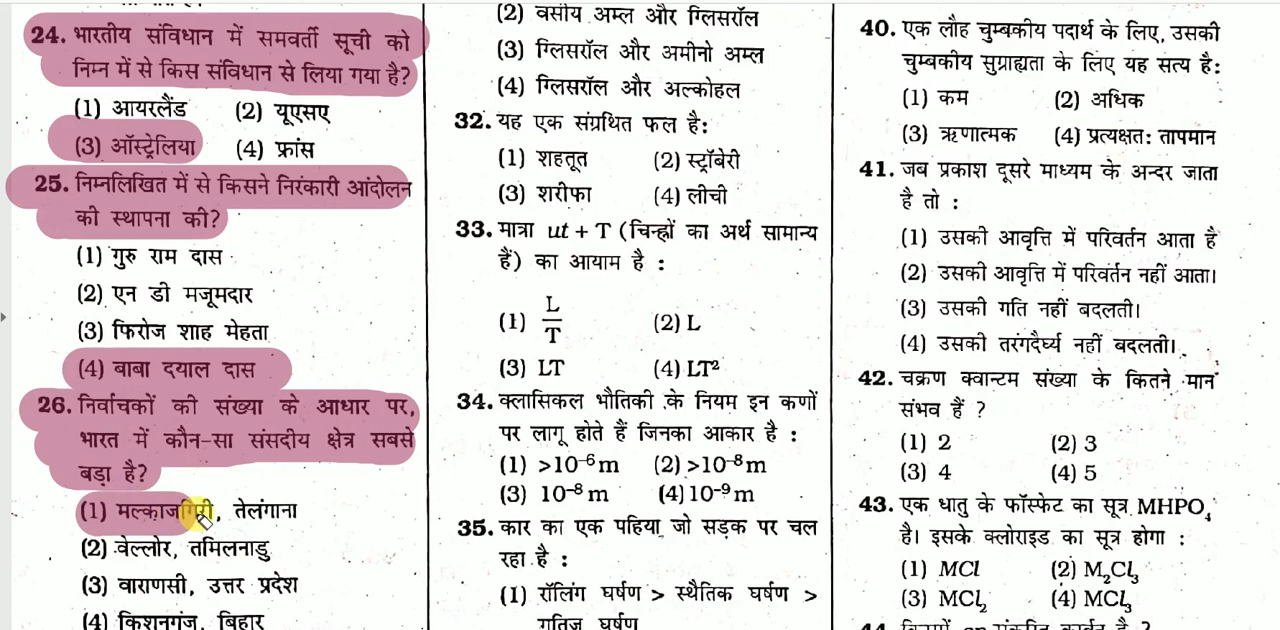 24. भारतीय संविधान में समवर्ती सूची को
निम्न में से किस संविधान से लिया गया है?
(1) आयरलैंड (2) यूएसए
(3) ऑस्ट्रेलिया (4) फ्रांस
25. निम्नलिखित में से किसने निरंकारी आंदोलन
की स्थापना की?
(1) गुरु राम दास
(2) एन डी मजूमदार
(3) फिरोज शाह मेहता
(4) बाबा दयाल दास
26. निर्वाचकों की संख्या के आधार पर,
भारत में कौन-सा संसदीय क्षेत्र सबसे
बड़ा है?
(1) मल्काजगिरी, तेलंगाना
(2) वेल्लोर, तमिलनाडु
(3) वाराणसी, उत्तर प्रदेश
(4) किशनगंज, बिहार
(2) वसीय अम्ल और ग्लिसरॉल
(3) ग्लिसरॉल और अमीनो अम्ल
(4) ग्लिसरॉल और अल्कोहल
32. यह एक संग्रथित फल है:
(1) शहतूत (2) स्ट्रॉबेरी
(3) शरीफा (4) लीची
33. मात्रा ut + T (चिन्हों का अर्थ सामान्य
हैं) का आयाम है :
(1) L/T (2) L
(3) LT (4) LT²
34. क्लासिकल भौतिकी के नियम इन कणों
पर लागू होते हैं जिनका आकार है :
(1) >10⁻⁶m (2) >10⁻⁸m
(3) 10⁻⁸m (4) 10⁻⁹m
35. कार का एक पहिया जो सड़क पर चल
रहा है :
(1) रॉलिंग घर्षण > स्थैतिक घर्षण >
गतिज घर्षण
40. एक लौह चुम्बकीय पदार्थ के लिए, उसकी
चुम्बकीय सुग्राह्यता के लिए यह सत्य है:
(1) कम (2) अधिक
(3) ऋणात्मक (4) प्रत्यक्षत: तापमान
41. जब प्रकाश दूसरे माध्यम के अन्दर जाता
है तो :
(1) उसकी आवृत्ति में परिवर्तन आता है
(2) उसकी आवृत्ति में परिवर्तन नहीं आता।
(3) उसकी गति नहीं बदलती।
(4) उसकी तरंगदैर्घ्य नहीं बदलती।
42. चक्रण क्वान्टम संख्या के कितने मान
संभव हैं ?
(1) 2 (2) 3
(3) 4 (4) 5
43. एक धातु के फॉस्फेट का सूत्र MHPO₄
है। इसके क्लोराइड का सूत्र होगा :
(1) MCl (2) M₂Cl₃
(3) MCl₂ (4) MCl₃